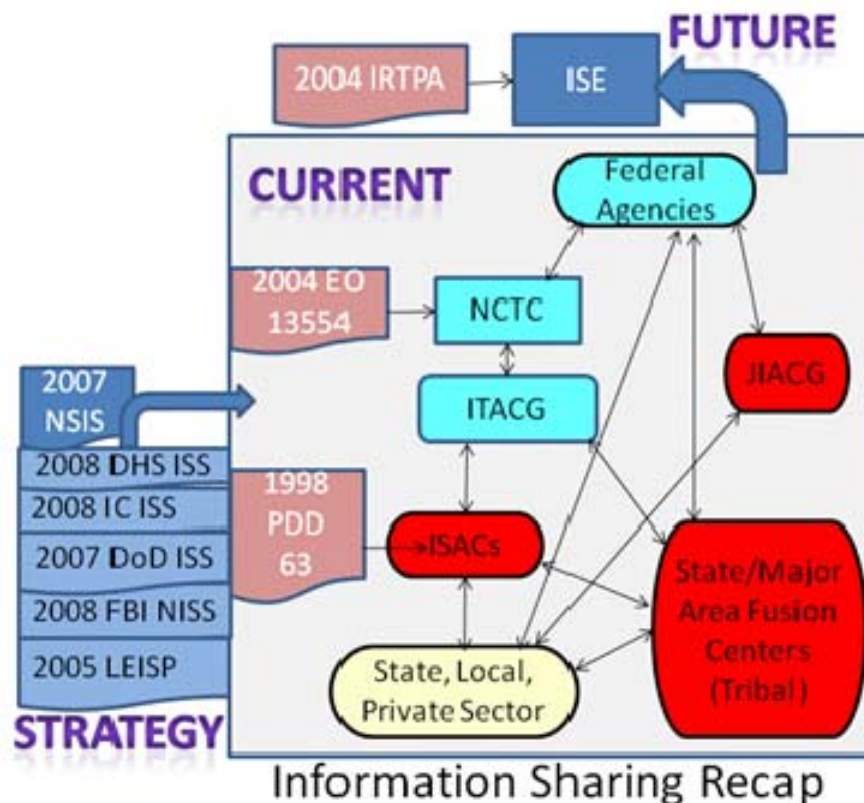 FUTURE
2004 IRTPA
ISE
CURRENT
Federal
Agencies
2004 EO
13554
NCTC
JIACG
2007
NSIS
ITACG
2008 DHS ISS
2008 IC ISS
2007 DoD ISS
2008 FBI NISS
2005 LEISP
1998
PDD
63
ISACs
State/Major
Area Fusion
Centers
(Tribal)
State, Local,
Private Sector
STRATEGY
Information Sharing Recap